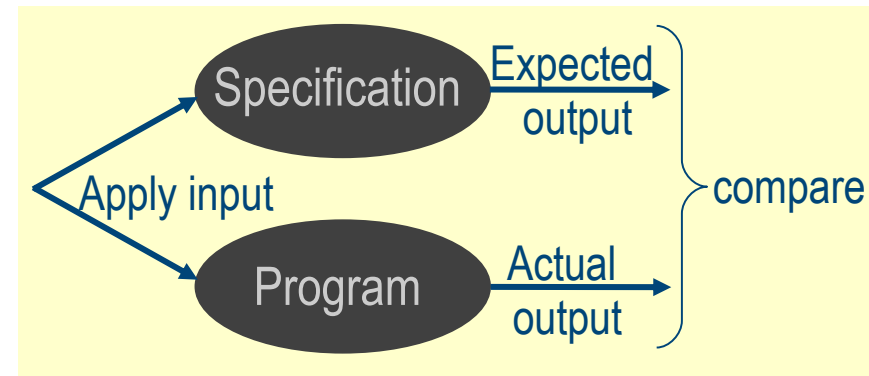 Specification
Expected
output
Apply input
compare
Program
Actual
output